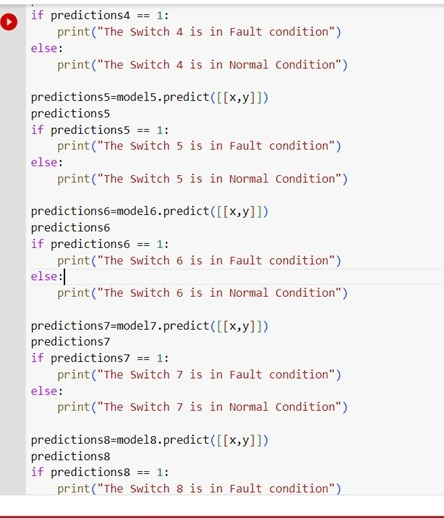 if predictions4 == 1:
    print("The Switch 4 is in Fault condition")
else:
    print("The Switch 4 is in Normal Condition")

predictions5=model5.predict([[x,y]])
predictions5
if predictions5 == 1:
    print("The Switch 5 is in Fault condition")
else:
    print("The Switch 5 is in Normal Condition")

predictions6=model6.predict([[x,y]])
predictions6
if predictions6 == 1:
    print("The Switch 6 is in Fault condition")
else:
    print("The Switch 6 is in Normal Condition")

predictions7=model7.predict([[x,y]])
predictions7
if predictions7 == 1:
    print("The Switch 7 is in Fault condition")
else:
    print("The Switch 7 is in Normal Condition")

predictions8=model8.predict([[x,y]])
predictions8
if predictions8 == 1:
    print("The Switch 8 is in Fault condition")